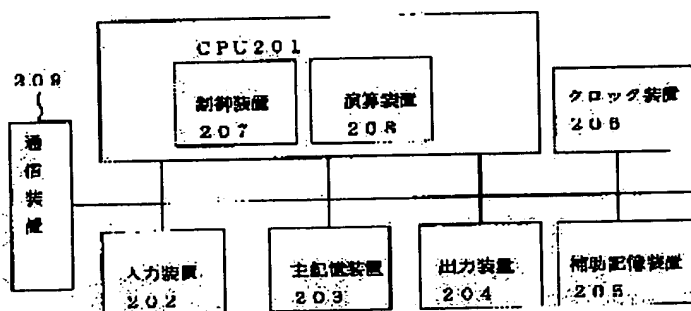 CPU201
209
制御装置
207
演算装置
208
クロック装置
206
通信装置
入力装置
202
主記憶装置
203
出力装置
204
補助記憶装置
205